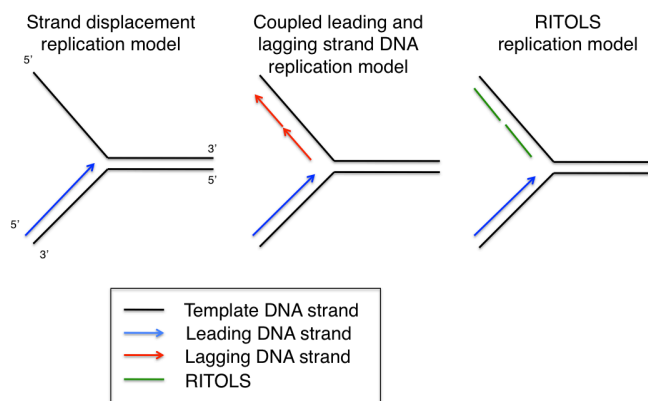 Strand displacement
replication model
Coupled leading and
lagging strand DNA
replication model
RITOLS
replication model
5’
3’
5’
5’
3’
Template DNA strand
Leading DNA strand
Lagging DNA strand
RITOLS